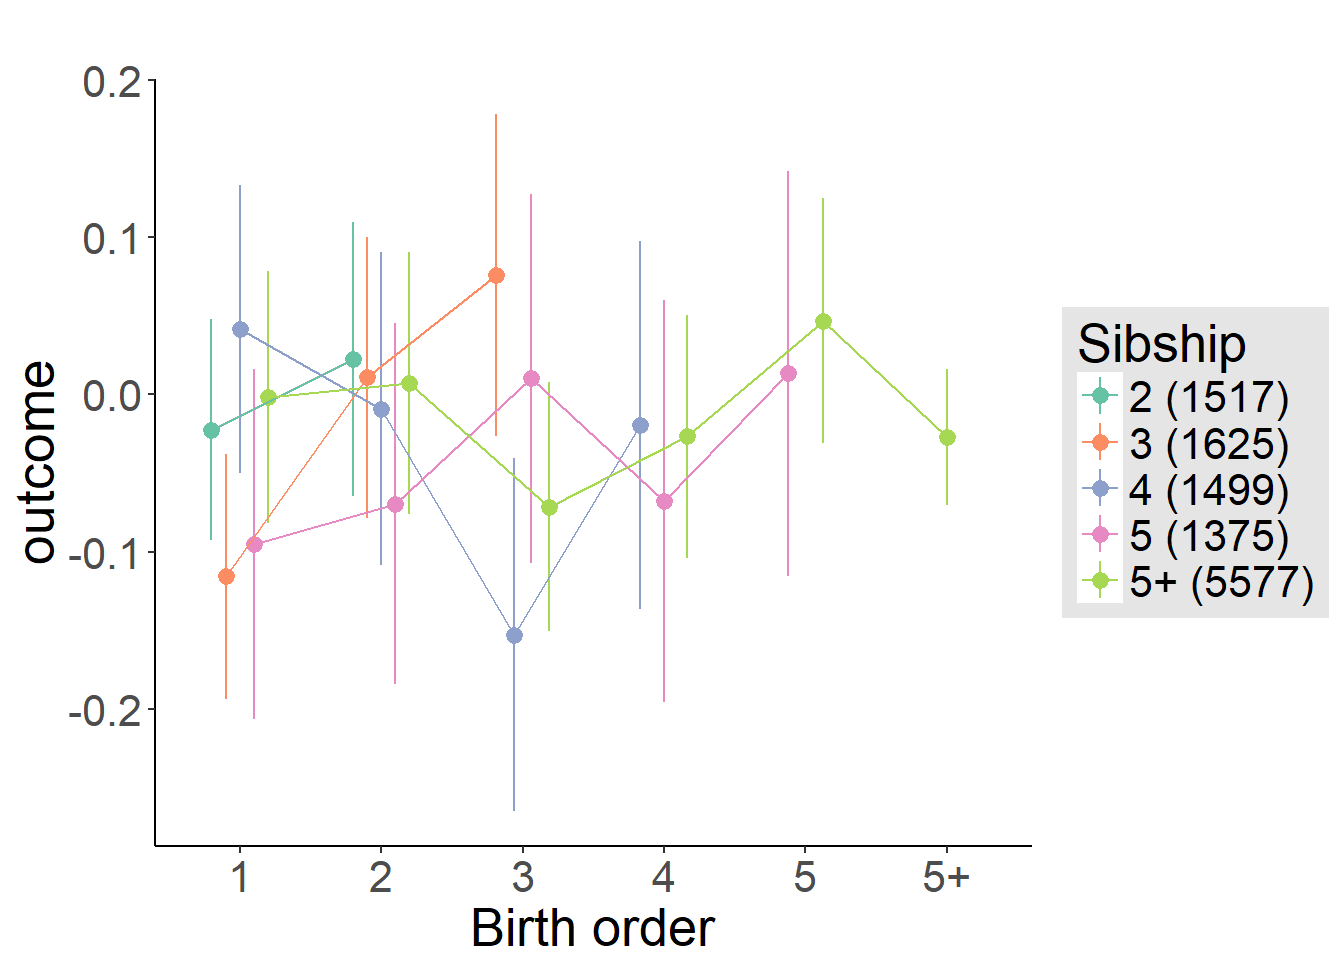 0.2
0.1
0.0
-0.1
-0.2
outcome
1 2 3 4 5 5+
Birth order
Sibship
2 (1517)
3 (1625)
4 (1499)
5 (1375)
5+ (5577)